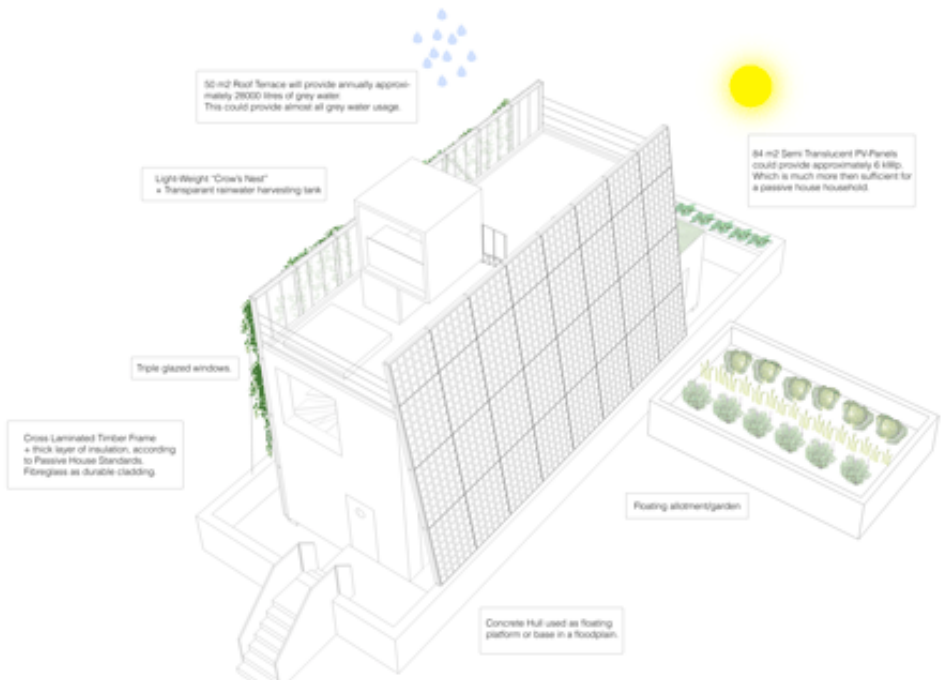 50 m2 Roof Terrace will provide annually approxi-
mately 28000 litres of grey water.
This could provide almost all grey water usage.
Light-Weight "Crow's Nest"
+ Transparant rainwater harvesting tank
84 m2 Semi Translucent PV-Panels
could provide approximately 6 kWp.
Which is much more then sufficient for
a passive house household.
Triple glazed windows.
Cross Laminated Timber Frame
+ thick layer of insulation, according
to Passive House Standards.
Fibreglass as durable cladding.
Floating allotment/garden
Concrete Hull used as floating
platform or base in a floodplain.